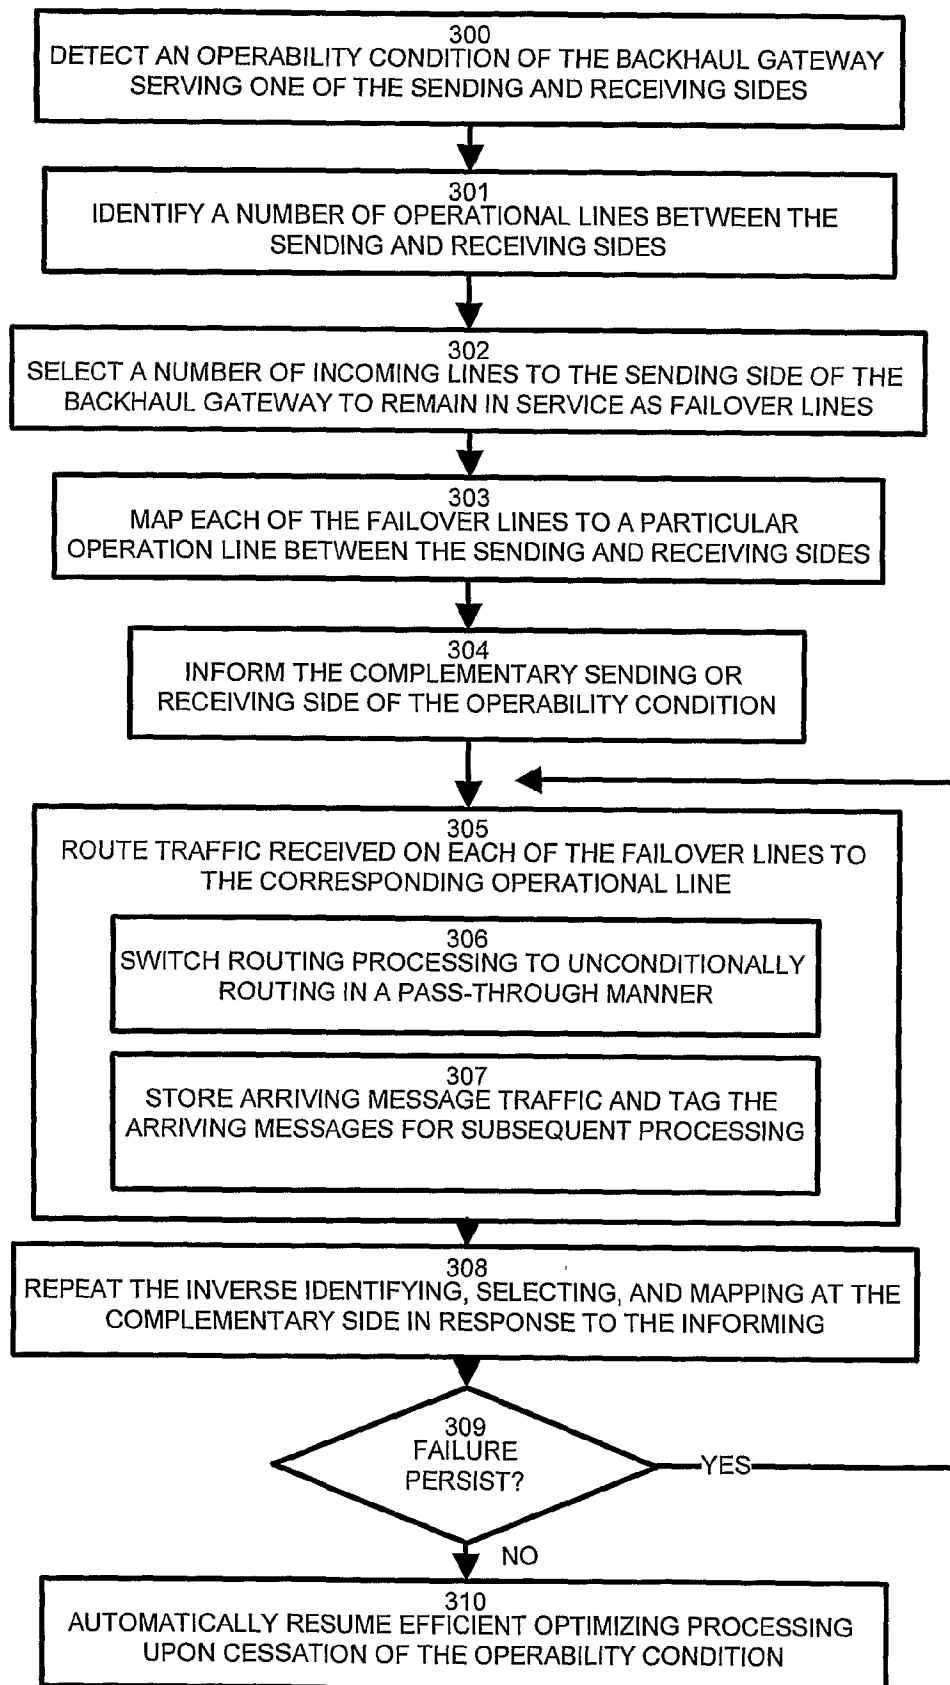 300
DETECT AN OPERABILITY CONDITION OF THE BACKHAUL GATEWAY
SERVING ONE OF THE SENDING AND RECEIVING SIDES
301
IDENTIFY A NUMBER OF OPERATIONAL LINES BETWEEN THE
SENDING AND RECEIVING SIDES
302
SELECT A NUMBER OF INCOMING LINES TO THE SENDING SIDE OF THE
BACKHAUL GATEWAY TO REMAIN IN SERVICE AS FAILOVER LINES
303
MAP EACH OF THE FAILOVER LINES TO A PARTICULAR
OPERATION LINE BETWEEN THE SENDING AND RECEIVING SIDES
304
INFORM THE COMPLEMENTARY SENDING OR
RECEIVING SIDE OF THE OPERABILITY CONDITION
305
ROUTE TRAFFIC RECEIVED ON EACH OF THE FAILOVER LINES TO
THE CORRESPONDING OPERATIONAL LINE
306
SWITCH ROUTING PROCESSING TO UNCONDITIONALLY
ROUTING IN A PASS-THROUGH MANNER
307
STORE ARRIVING MESSAGE TRAFFIC AND TAG THE
ARRIVING MESSAGES FOR SUBSEQUENT PROCESSING
308
REPEAT THE INVERSE IDENTIFYING, SELECTING, AND MAPPING AT THE
COMPLEMENTARY SIDE IN RESPONSE TO THE INFORMING
309
FAILURE
PERSIST?
YES
NO
310
AUTOMATICALLY RESUME EFFICIENT OPTIMIZING PROCESSING
UPON CESSATION OF THE OPERABILITY CONDITION